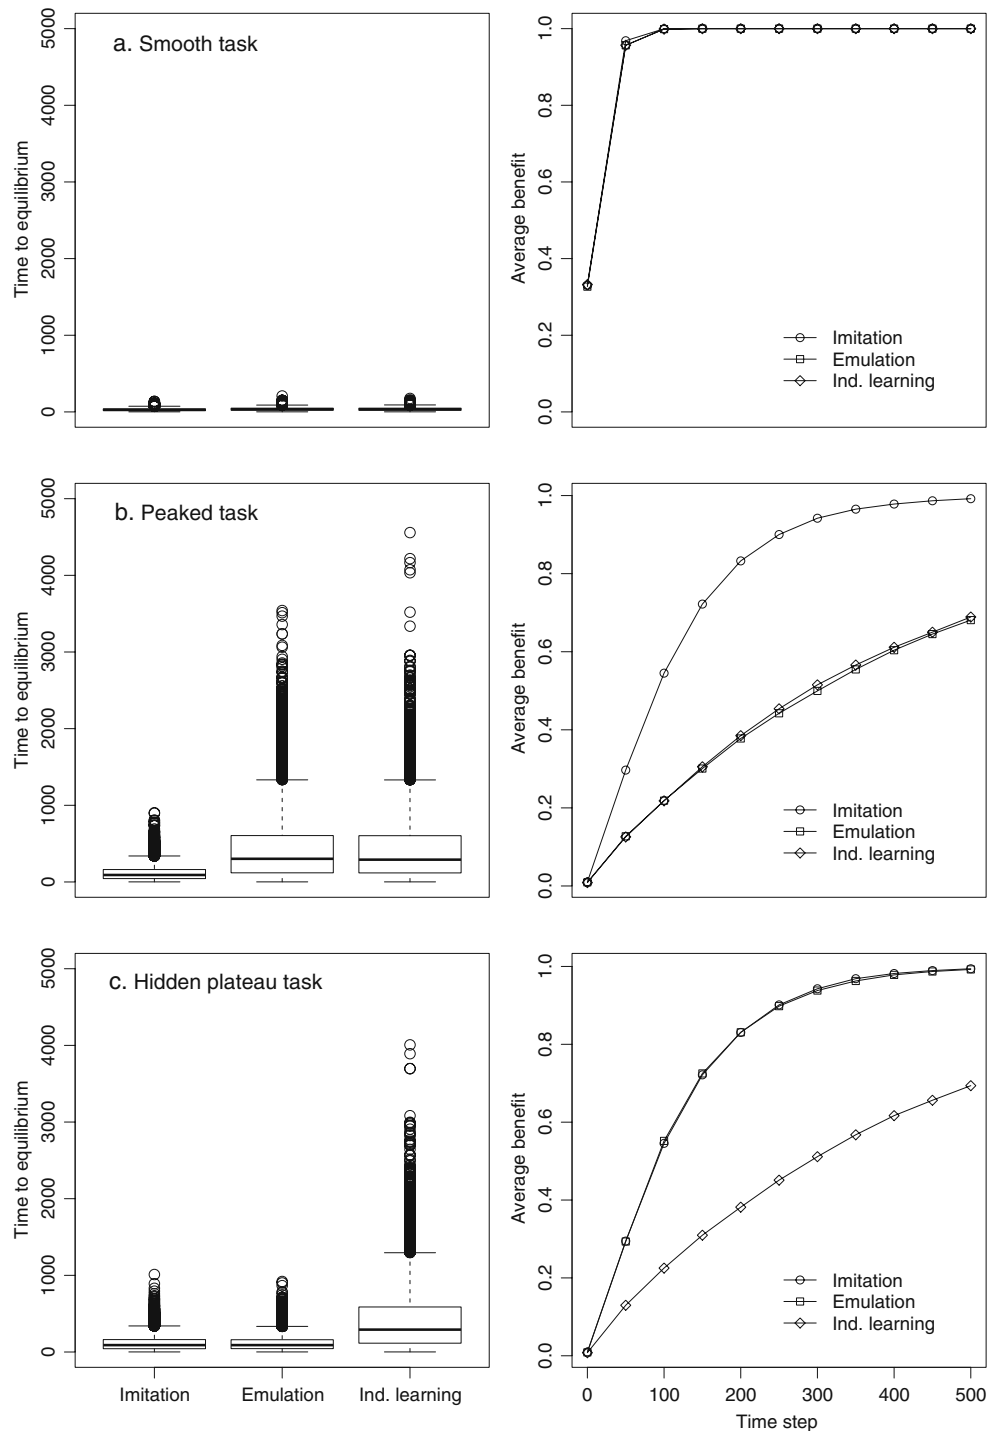 a. Smooth task
Time to equilibrium
5000
4000
3000
2000
1000
0
Average benefit
1.0
0.8
0.6
0.4
0.2
0.0
Imitation
Emulation
Ind. learning
b. Peaked task
Time to equilibrium
5000
4000
3000
2000
1000
0
Average benefit
1.0
0.8
0.6
0.4
0.2
0.0
Imitation
Emulation
Ind. learning
c. Hidden plateau task
Time to equilibrium
5000
4000
3000
2000
1000
0
Imitation Emulation Ind. learning
Average benefit
1.0
0.8
0.6
0.4
0.2
0.0
Imitation
Emulation
Ind. learning
0 100 200 300 400 500
Time step